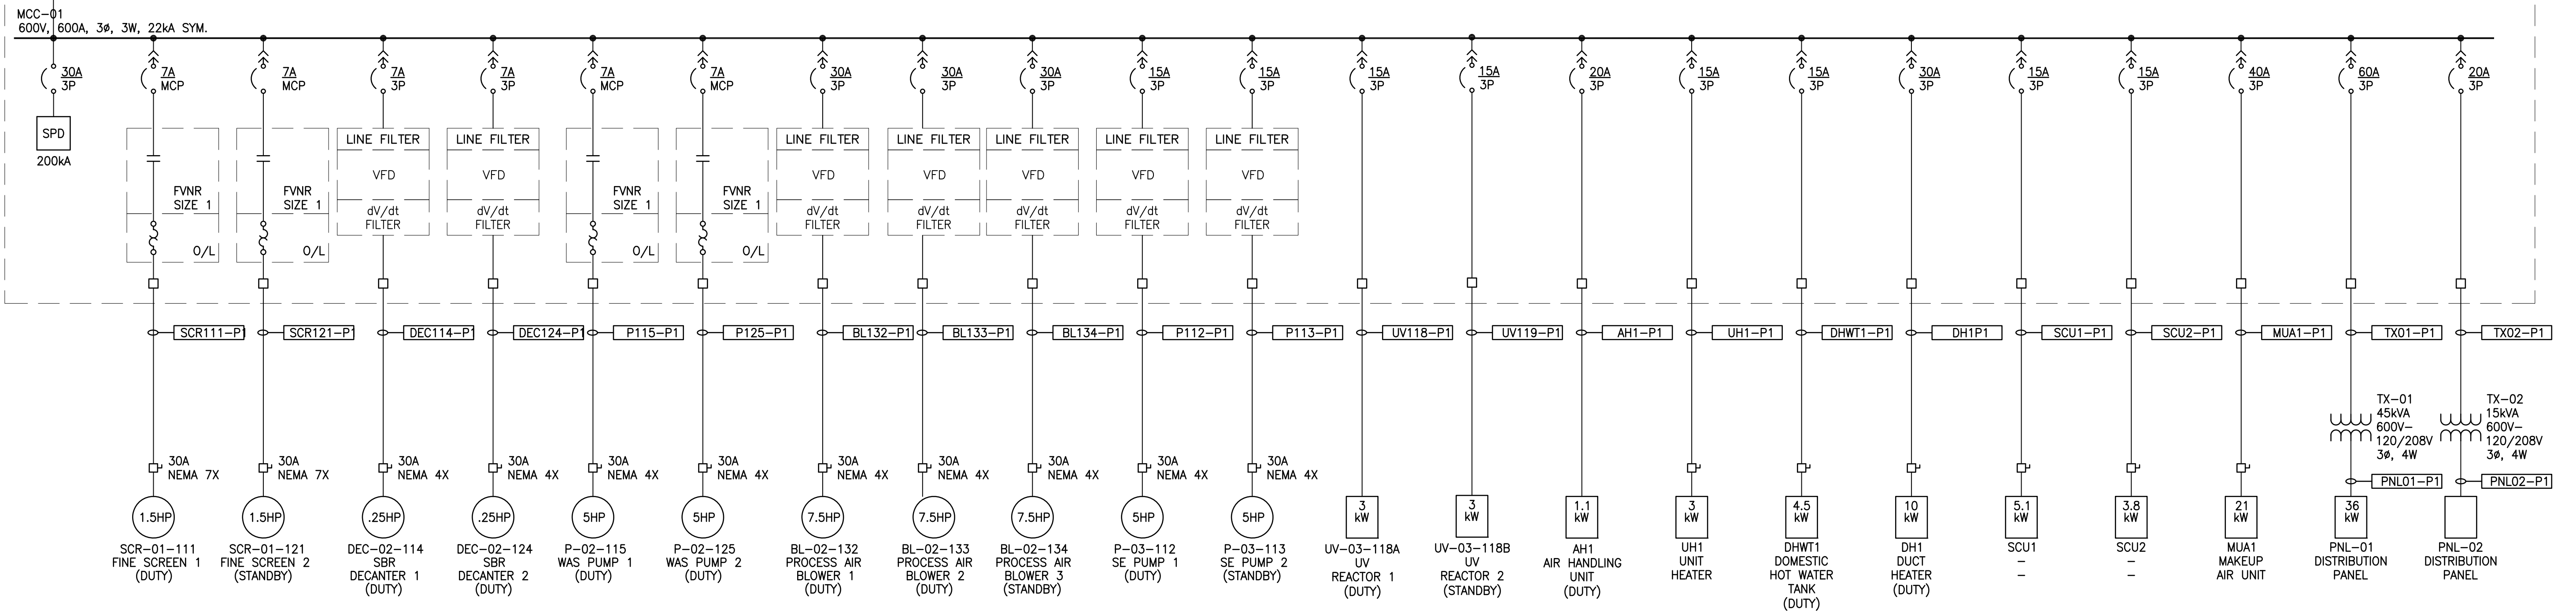 MCC-01
600V, 600A, 3ø, 3W, 22kA SYM.
30A
3P
7A
MCP
7A
MCP
7A
3P
7A
3P
7A
MCP
7A
MCP
30A
3P
30A
3P
30A
3P
15A
3P
15A
3P
15A
3P
15A
3P
20A
3P
15A
3P
15A
3P
30A
3P
15A
3P
15A
3P
40A
3P
60A
3P
20A
3P
SPD
200kA
FVNR
SIZE 1
O/L
FVNR
SIZE 1
O/L
LINE FILTER
VFD
dV/dt
FILTER
LINE FILTER
VFD
dV/dt
FILTER
FVNR
SIZE 1
O/L
FVNR
SIZE 1
O/L
LINE FILTER
VFD
dV/dt
FILTER
LINE FILTER
VFD
dV/dt
FILTER
LINE FILTER
VFD
dV/dt
FILTER
LINE FILTER
VFD
dV/dt
FILTER
LINE FILTER
VFD
dV/dt
FILTER
SCR111-P1
SCR121-P1
DEC114-P1
DEC124-P1
P115-P1
P125-P1
BL132-P1
BL133-P1
BL134-P1
P112-P1
P113-P1
UV118-P1
UV119-P1
AH1-P1
UH1-P1
DHWT1-P1
DH1P1
SCU1-P1
SCU2-P1
MUA1-P1
TX01-P1
TX02-P1
TX-01
45kVA
600V-
120/208V
3ø, 4W
TX-02
15kVA
600V-
120/208V
3ø, 4W
30A
NEMA 7X
30A
NEMA 7X
30A
NEMA 4X
30A
NEMA 4X
30A
NEMA 4X
30A
NEMA 4X
30A
NEMA 4X
30A
NEMA 4X
30A
NEMA 4X
30A
NEMA 4X
30A
NEMA 4X
PNL01-P1
PNL02-P1
1.5HP
SCR-01-111
FINE SCREEN 1
(DUTY)
1.5HP
SCR-01-121
FINE SCREEN 2
(STANDBY)
.25HP
DEC-02-114
SBR
DECANTER 1
(DUTY)
.25HP
DEC-02-124
SBR
DECANTER 2
(DUTY)
5HP
P-02-115
WAS PUMP 1
(DUTY)
5HP
P-02-125
WAS PUMP 2
(DUTY)
7.5HP
BL-02-132
PROCESS AIR
BLOWER 1
(DUTY)
7.5HP
BL-02-133
PROCESS AIR
BLOWER 2
(DUTY)
7.5HP
BL-02-134
PROCESS AIR
BLOWER 3
(STANDBY)
5HP
P-03-112
SE PUMP 1
(DUTY)
5HP
P-03-113
SE PUMP 2
(STANDBY)
3
kW
UV-03-118A
UV
REACTOR 1
(DUTY)
3
kW
UV-03-118B
UV
REACTOR 2
(STANDBY)
1.1
kW
AH1
AIR HANDLING
UNIT
(DUTY)
3
kW
UH1
UNIT
HEATER
4.5
kW
DHWT1
DOMESTIC
HOT WATER
TANK
(DUTY)
10
kW
DH1
DUCT
HEATER
(DUTY)
5.1
kW
SCU1
-
-
3.8
kW
SCU2
-
-
21
kW
MUA1
MAKEUP
AIR UNIT
36
kW
PNL-01
DISTRIBUTION
PANEL
PNL-02
DISTRIBUTION
PANEL